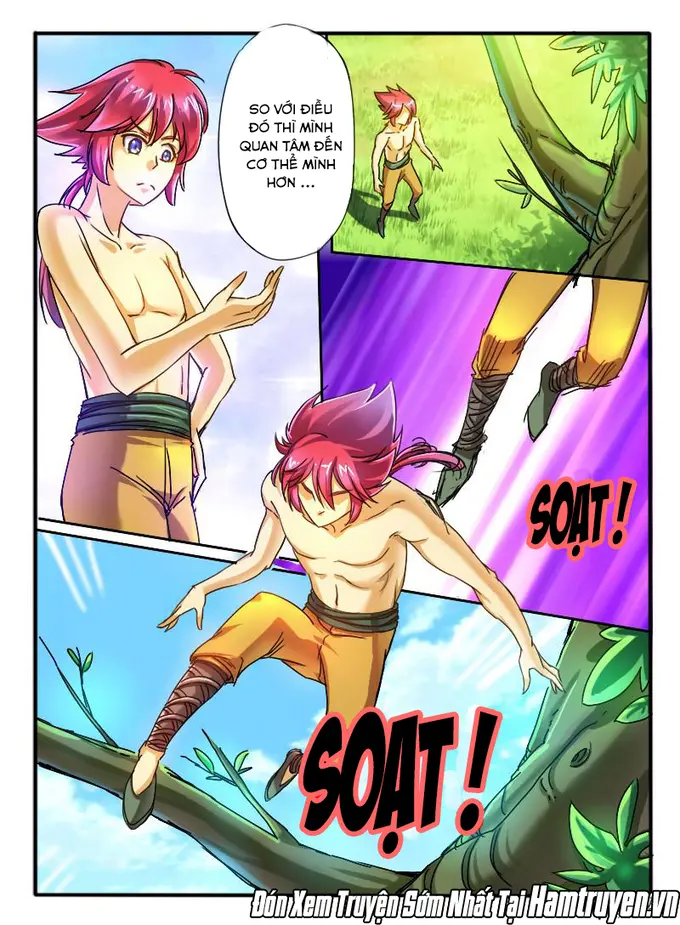 SO VỚI ĐIỀU
ĐÓ THÌ MÌNH
QUAN TÂM ĐẾN
CƠ THỂ MÌNH
HƠN ...
SOẠT !
SOẠT !
Đón Xem Truyện Sớm Nhất Tại Hamtruyen.vn